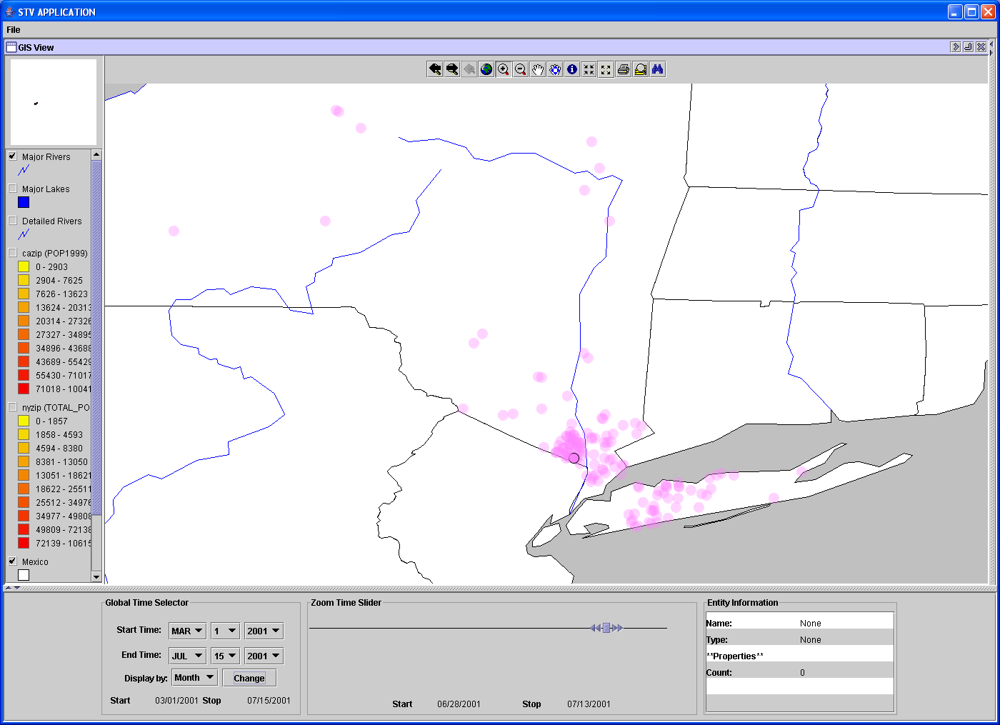 STV APPLICATION
File
GIS View
Major Rivers
Major Lakes
Detailed Rivers
cazip (POP1999)
0 - 2903
2904 - 7625
7626 - 13623
13624 - 20313
20314 - 27326
27327 - 34895
34896 - 43688
43689 - 55429
55430 - 71017
71018 - 10041
nyzip (TOTAL_PO
0 - 1857
1858 - 4593
4594 - 8380
8381 - 13050
13051 - 18621
18622 - 25511
25512 - 34976
34977 - 49808
49809 - 72138
72139 - 10615
Mexico
Global Time Selector
Start Time: MAR 1 2001
End Time: JUL 15 2001
Display by: Month Change
Start 03/01/2001 Stop 07/15/2001
Zoom Time Slider
Start 06/28/2001 Stop 07/13/2001
Entity Information
Name: None
Type: None
**Properties**
Count: 0